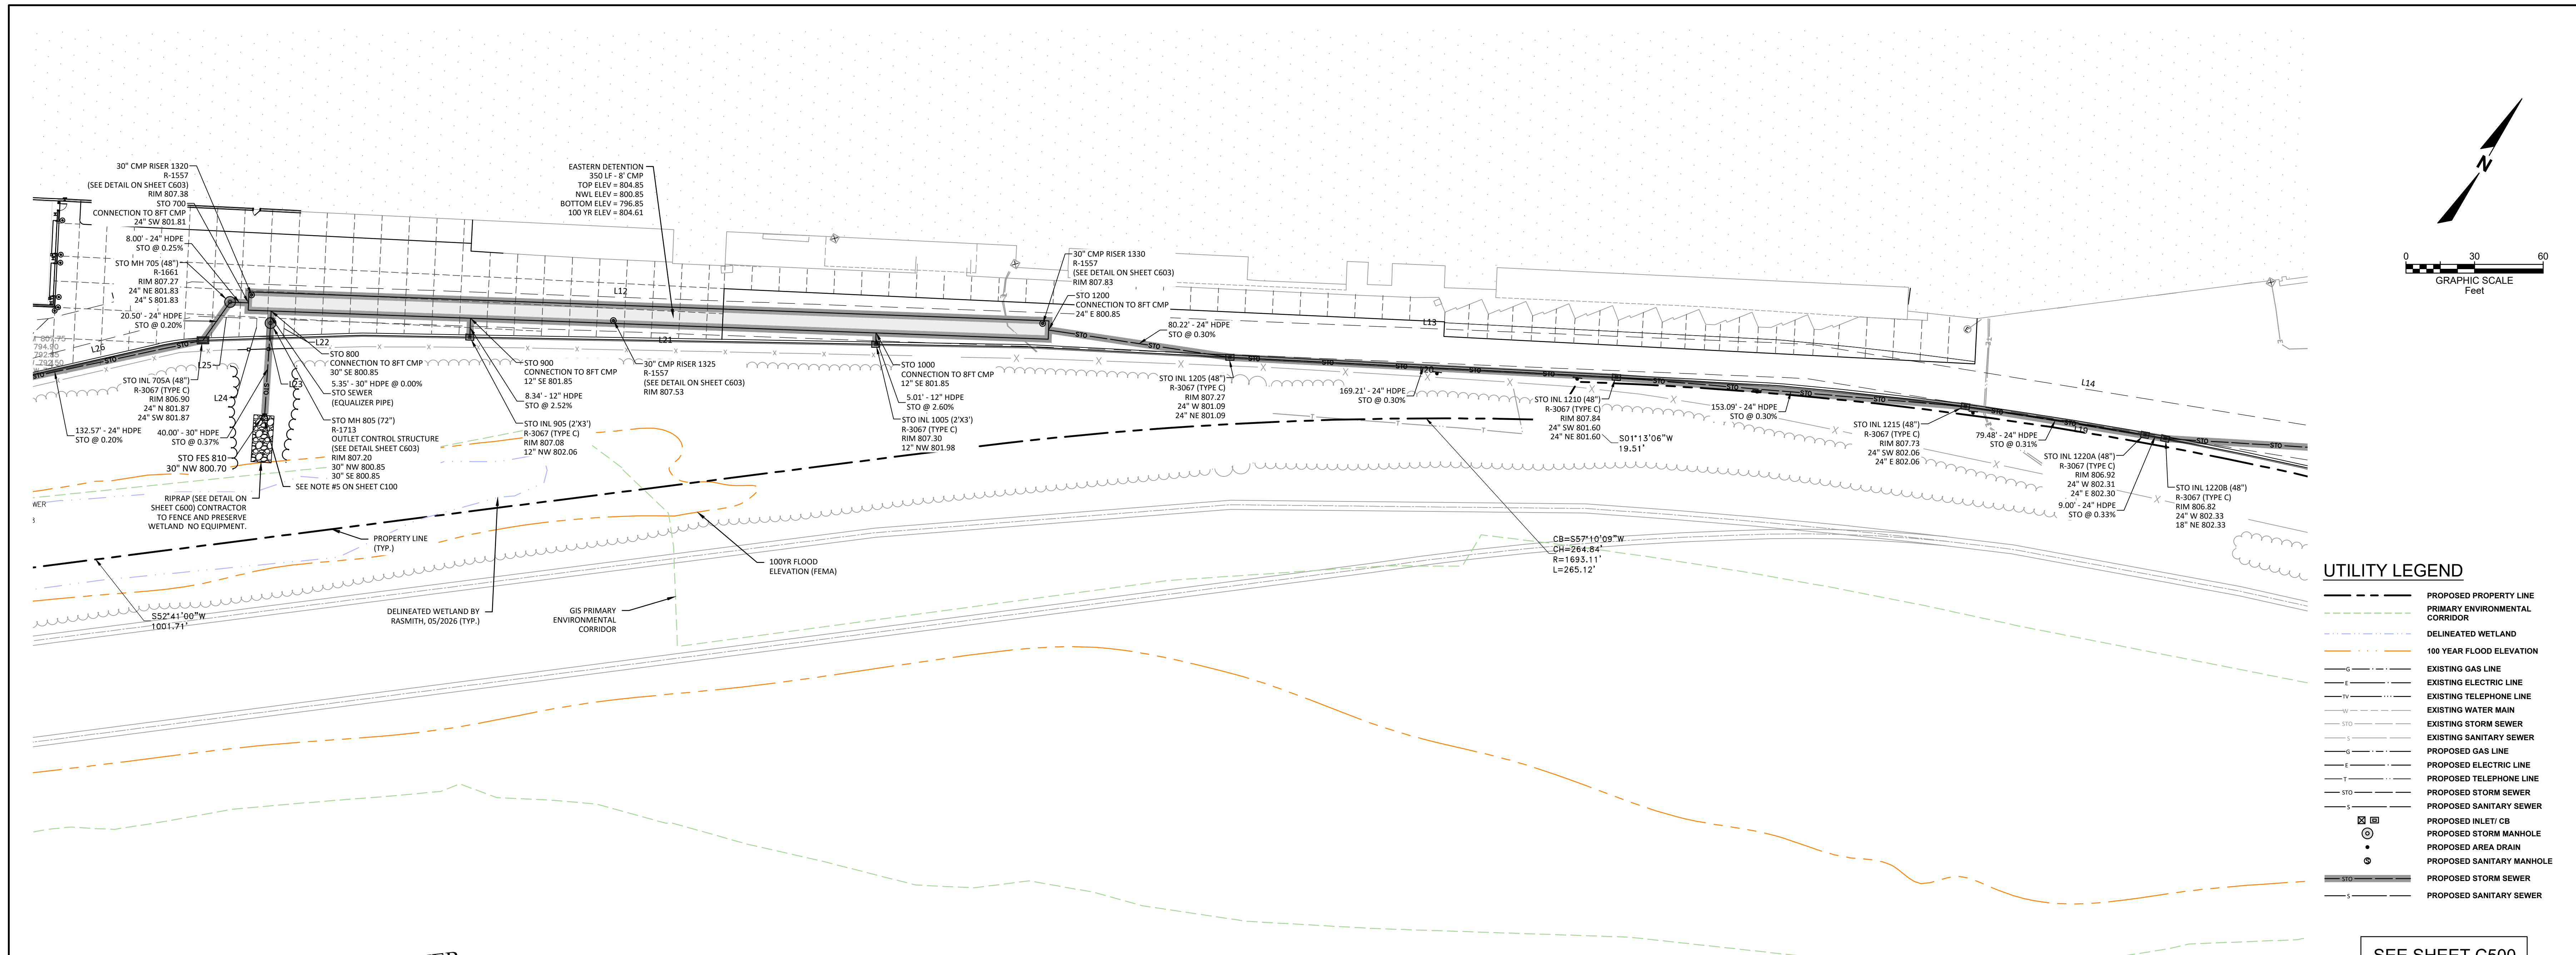 30" CMP RISER 1320
R-1557
(SEE DETAIL ON SHEET C603)
RIM 807.38
STO 700
CONNECTION TO 8FT CMP
24" SW 801.81
8.00' - 24" HDPE
STO @ 0.25%
STO MH 705 (48")
R-1661
RIM 807.27
24" NE 801.83
24" S 801.83
20.50' - 24" HDPE
STO @ 0.20%
EASTERN DETENTION
350 LF - 8' CMP
TOP ELEV = 804.85
NWL ELEV = 800.85
BOTTOM ELEV = 796.85
100 YR ELEV = 804.61
30" CMP RISER 1330
R-1557
(SEE DETAIL ON SHEET C603)
RIM 807.83
STO 1200
CONNECTION TO 8FT CMP
24" E 800.85
80.22' - 24" HDPE
STO @ 0.30%
L12
L13
L14
L19
L21
L22
L23
L24
L25
L26
STO
STO
STO
STO
STO
STO
STO
STO
STO
STO
STO
STO
STO
STO INL 705A (48")
R-3067 (TYPE C)
RIM 806.90
24" N 801.87
24" SW 801.87
132.57' - 24" HDPE
STO @ 0.20%
40.00' - 30" HDPE
STO @ 0.37%
STO FES 810
30" NW 800.70
RIPRAP (SEE DETAIL ON
SHEET C600) CONTRACTOR
TO FENCE AND PRESERVE
WETLAND NO EQUIPMENT.
STO 800
CONNECTION TO 8FT CMP
30" SE 800.85
5.35' - 30" HDPE @ 0.00%
STO SEWER
(EQUALIZER PIPE)
STO MH 805 (72")
R-1713
OUTLET CONTROL STRUCTURE
(SEE DETAIL SHEET C603)
RIM 807.20
30" NW 800.85
30" SE 800.85
SEE NOTE #5 ON SHEET C100
STO 900
CONNECTION TO 8FT CMP
12" SE 801.85
8.34' - 12" HDPE
STO @ 2.52%
STO INL 905 (2'X3')
R-3067 (TYPE C)
RIM 807.08
12" NW 802.06
30" CMP RISER 1325
R-1557
(SEE DETAIL ON SHEET C603)
RIM 807.53
STO 1000
CONNECTION TO 8FT CMP
12" SE 801.85
5.01' - 12" HDPE
STO @ 2.60%
STO INL 1005 (2'X3')
R-3067 (TYPE C)
RIM 807.30
12" NW 801.98
STO INL 1205 (48")
R-3067 (TYPE C)
RIM 807.27
24" W 801.09
24" NE 801.09
169.21' - 24" HDPE
STO @ 0.30%
STO INL 1210 (48")
R-3067 (TYPE C)
RIM 807.84
24" SW 801.60
24" NE 801.60
S01°13'06"W
19.51'
153.09' - 24" HDPE
STO @ 0.30%
STO INL 1215 (48")
R-3067 (TYPE C)
RIM 807.73
24" SW 802.06
24" E 802.06
79.48' - 24" HDPE
STO @ 0.31%
STO INL 1220A (48")
R-3067 (TYPE C)
RIM 806.92
24" W 802.31
24" E 802.30
9.00' - 24" HDPE
STO @ 0.33%
STO INL 1220B (48")
R-3067 (TYPE C)
RIM 806.82
24" W 802.33
18" NE 802.33
PROPERTY LINE
(TYP.)
100YR FLOOD
ELEVATION (FEMA)
CB=S57°10'09"W
CH=264.84'
R=1693.11'
L=265.12'
S52°41'00"W
1001.71'
DELINEATED WETLAND BY
RASMITH, 05/2026 (TYP.)
GIS PRIMARY
ENVIRONMENTAL
CORRIDOR
N
0 30 60
GRAPHIC SCALE
Feet
UTILITY LEGEND
PROPOSED PROPERTY LINE
PRIMARY ENVIRONMENTAL
CORRIDOR
DELINEATED WETLAND
100 YEAR FLOOD ELEVATION
G EXISTING GAS LINE
E EXISTING ELECTRIC LINE
TV EXISTING TELEPHONE LINE
W EXISTING WATER MAIN
STO EXISTING STORM SEWER
S EXISTING SANITARY SEWER
G PROPOSED GAS LINE
E PROPOSED ELECTRIC LINE
T PROPOSED TELEPHONE LINE
STO PROPOSED STORM SEWER
S PROPOSED SANITARY SEWER
PROPOSED INLET/ CB
PROPOSED STORM MANHOLE
PROPOSED AREA DRAIN
S PROPOSED SANITARY MANHOLE
STO PROPOSED STORM SEWER
S PROPOSED SANITARY SEWER
SEE SHEET C500